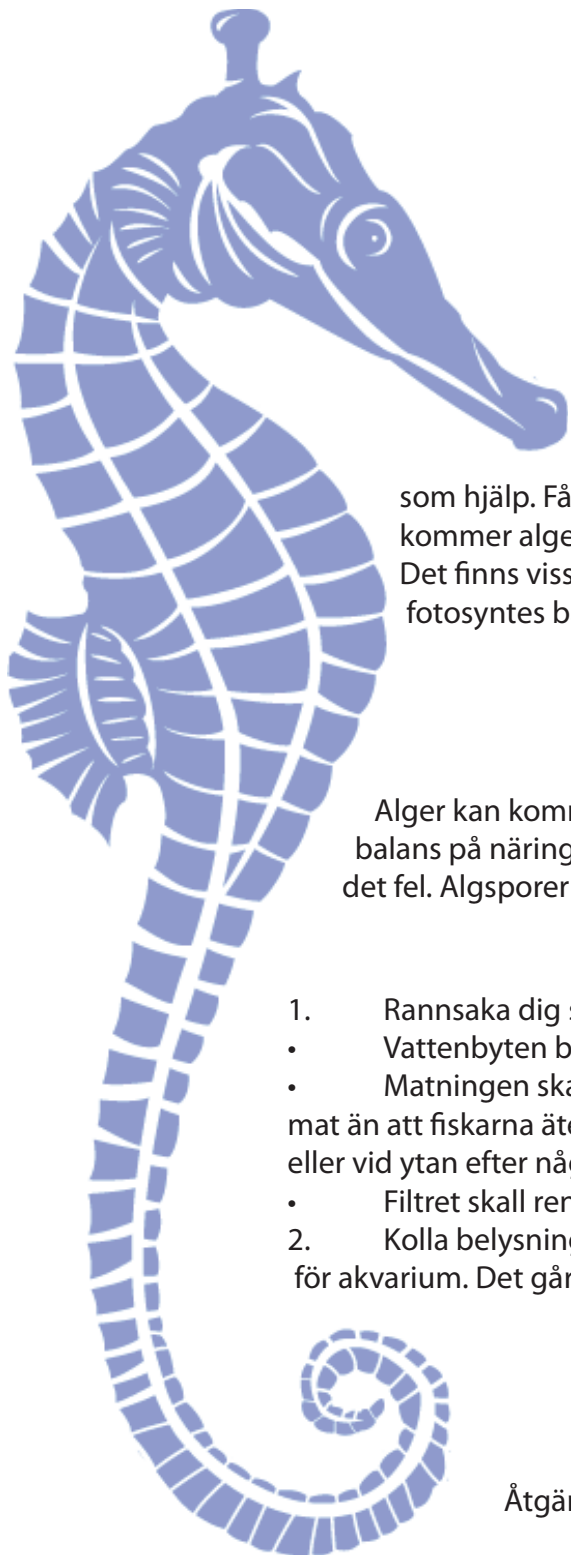 som hjälp. Få
kommer alge
Det finns viss
fotosyntes b
Alger kan komm
balans på näring
det fel. Algsporer
1. Rannsaka dig s
• Vattenbyten b
• Matningen ska
mat än att fiskarna äte
eller vid ytan efter någ
• Filtret skall ren
2. Kolla belysning
för akvarium. Det går
Åtgär